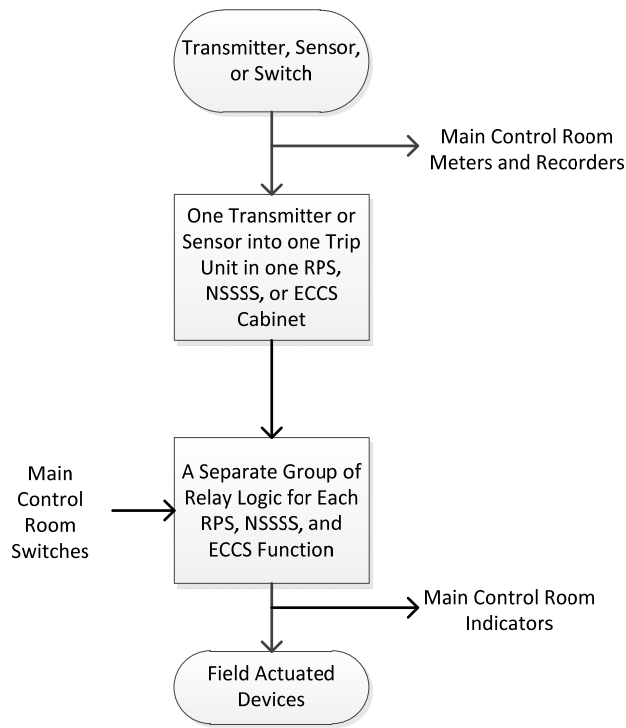 Transmitter, Sensor,
or Switch
Main Control Room
Meters and Recorders
One Transmitter or
Sensor into one Trip
Unit in one RPS,
NSSSS, or ECCS
Cabinet
Main
Control
Room
Switches
A Separate Group of
Relay Logic for Each
RPS, NSSSS, and
ECCS Function
Main Control Room
Indicators
Field Actuated
Devices